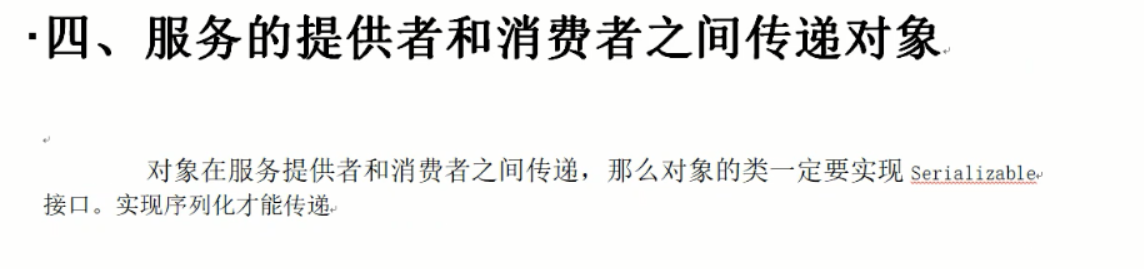 ·四、服务的提供者和消费者之间传递对象
对象在服务提供者和消费者之间传递，那么对象的类一定要实现 Serializable
接口。实现序列化才能传递